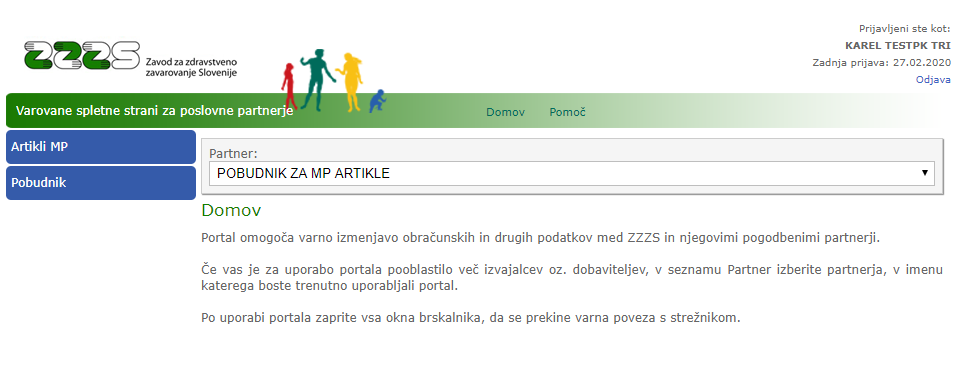 Prijavljeni ste kot:
KAREL TESTPK TRI
Zadnja prijava: 27.02.2020
Odjava
ZZZS
Zavod za zdravstveno
zavarovanje Slovenije
Varovane spletne strani za poslovne partnerje
Domov
Pomoč
Artikli MP
Pobudnik
Partner:
POBUDNIK ZA MP ARTIKLE
Domov
Portal omogoča varno izmenjavo obračunskih in drugih podatkov med ZZZS in njegovimi pogodbenimi partnerji.
Če vas je za uporabo portala pooblastilo več izvajalcev oz. dobaviteljev, v seznamu Partner izberite partnerja, v imenu
katerega boste trenutno uporabljali portal.
Po uporabi portala zaprite vsa okna brskalnika, da se prekine varna poveza s strežnikom.